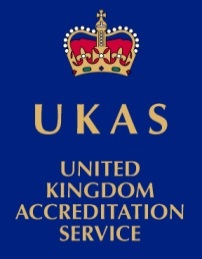 UKAS
UNITED
KINGDOM
ACCREDITATION
SERVICE